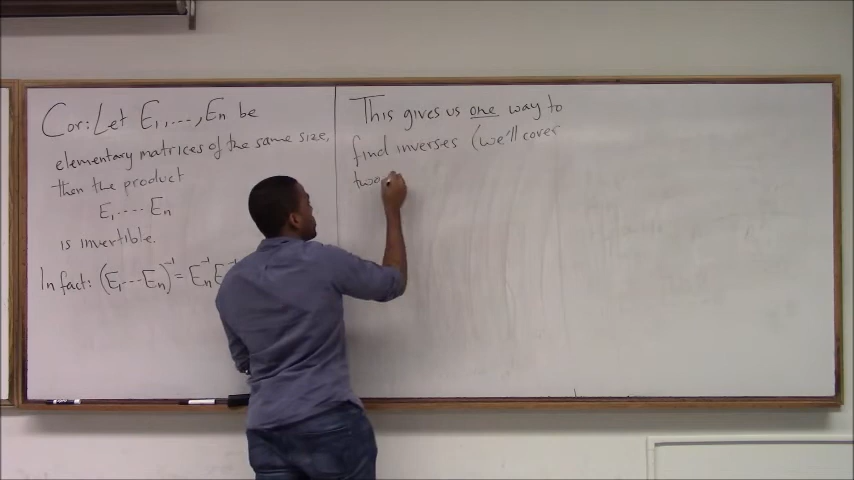 Cor: Let E₁, ..., Eₙ be
elementary matrices of the same size,
then the product
E₁ .... Eₙ
is invertible.
In fact: (E₁ ... Eₙ)⁻¹ = Eₙ⁻¹ E
This gives us one way to
find inverses (we'll cover
two